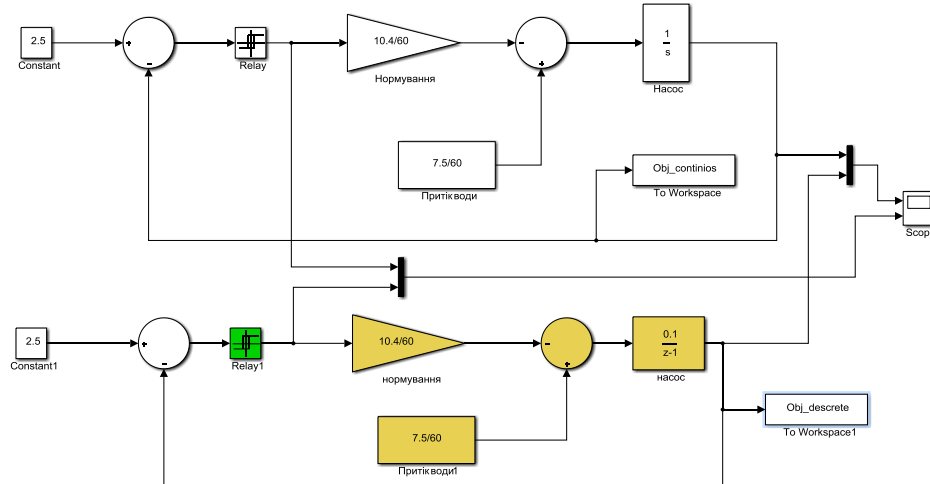 2.5
Constant
Relay
10.4/60
Нормування
1
s
Насос
7.5/60
Притік води
Obj_continios
To Workspace
Scop
2.5
Constant1
Relay1
10.4/60
нормування
0.1
z-1
насос
7.5/60
Притік води1
Obj_descrete
To Workspace1